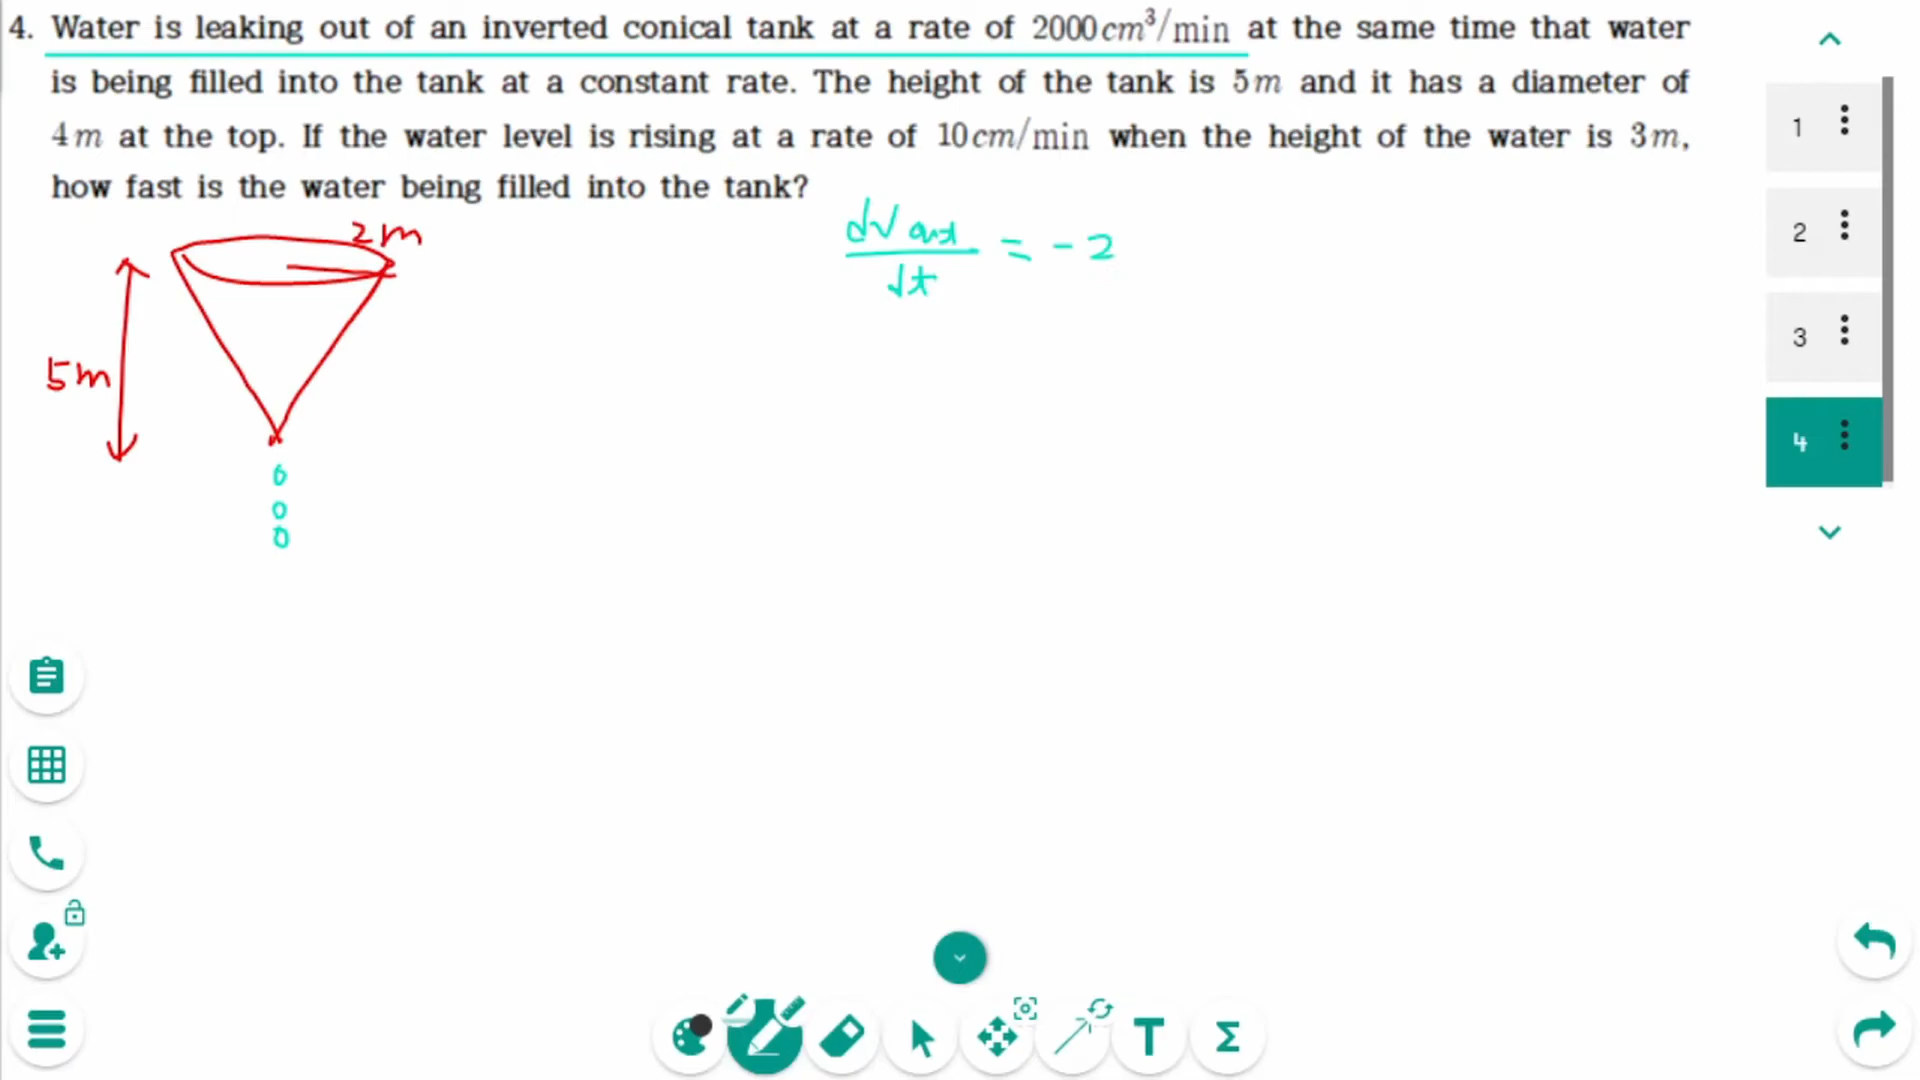 4. Water is leaking out of an inverted conical tank at a rate of 2000cm³/min at the same time that water
is being filled into the tank at a constant rate. The height of the tank is 5m and it has a diameter of
4m at the top. If the water level is rising at a rate of 10cm/min when the height of the water is 3m,
how fast is the water being filled into the tank?
2m
dV out
—— = -2
dt
5m
1
2
3
4
T
Σ